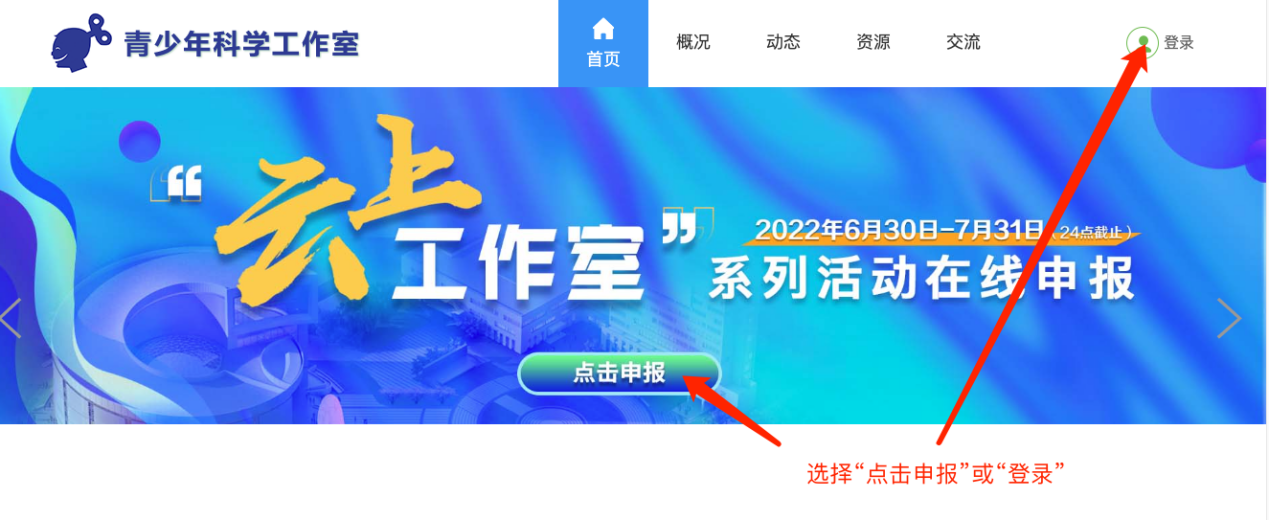 青少年科学工作室
首页
概况
动态
资源
交流
登录
“云上
工作室”
2022年6月30日-7月31日（24点截止）
系列活动在线申报
点击申报
选择“点击申报”或“登录”